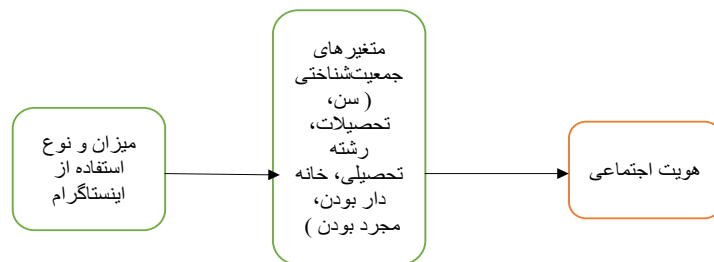 میزان و نوع
استفاده از
اینستاگرام
متغیرهای
جمعیت‌شناختی
( سن،
تحصیلات،
رشته
تحصیلی، خانه
دار بودن،
مجرد بودن )
هویت اجتماعی